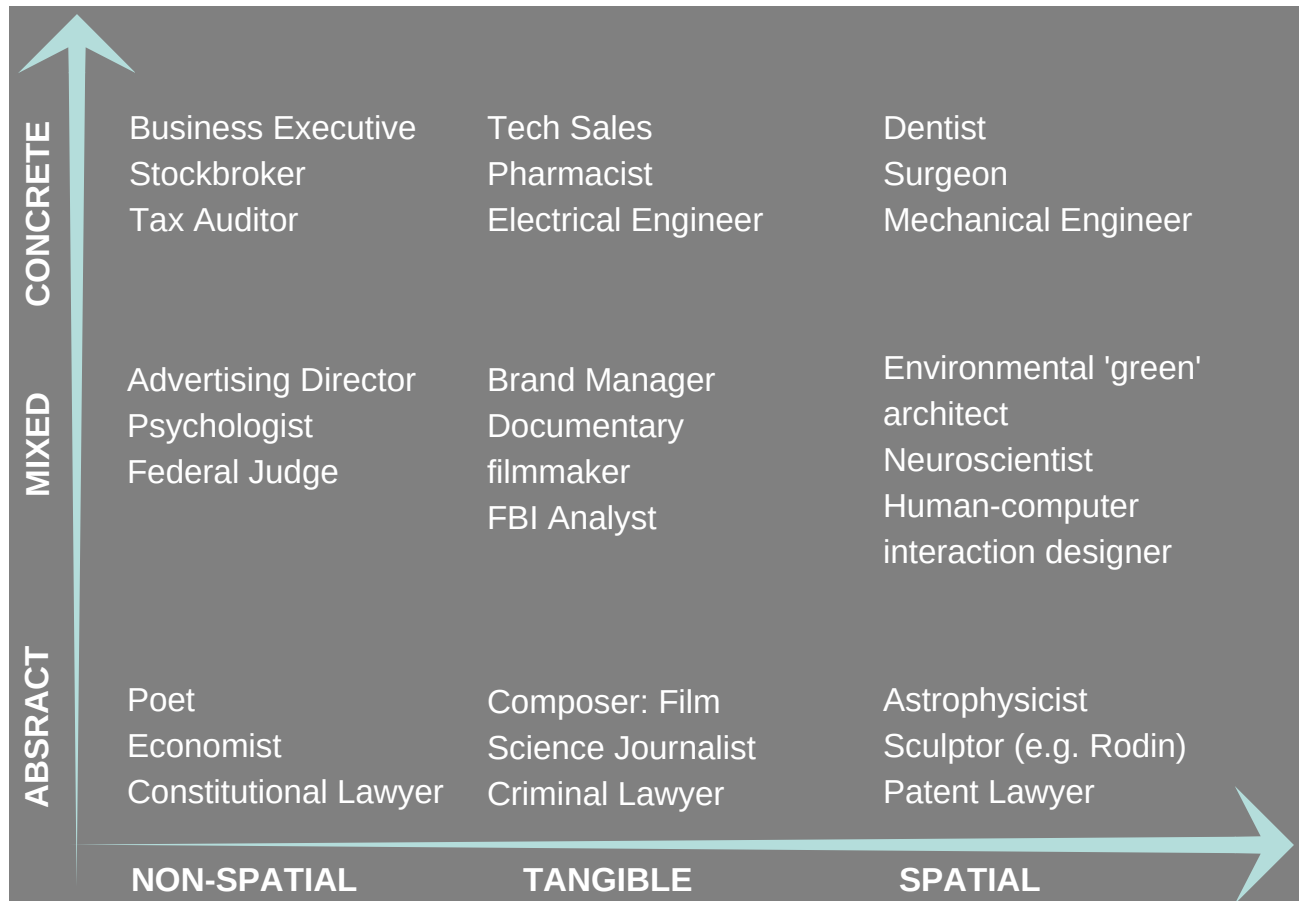 CONCRETE
Business Executive
Stockbroker
Tax Auditor
Tech Sales
Pharmacist
Electrical Engineer
Dentist
Surgeon
Mechanical Engineer
MIXED
Advertising Director
Psychologist
Federal Judge
Brand Manager
Documentary
filmmaker
FBI Analyst
Environmental 'green'
architect
Neuroscientist
Human-computer
interaction designer
ABSRACT
Poet
Economist
Constitutional Lawyer
Composer: Film
Science Journalist
Criminal Lawyer
Astrophysicist
Sculptor (e.g. Rodin)
Patent Lawyer
NON-SPATIAL
TANGIBLE
SPATIAL